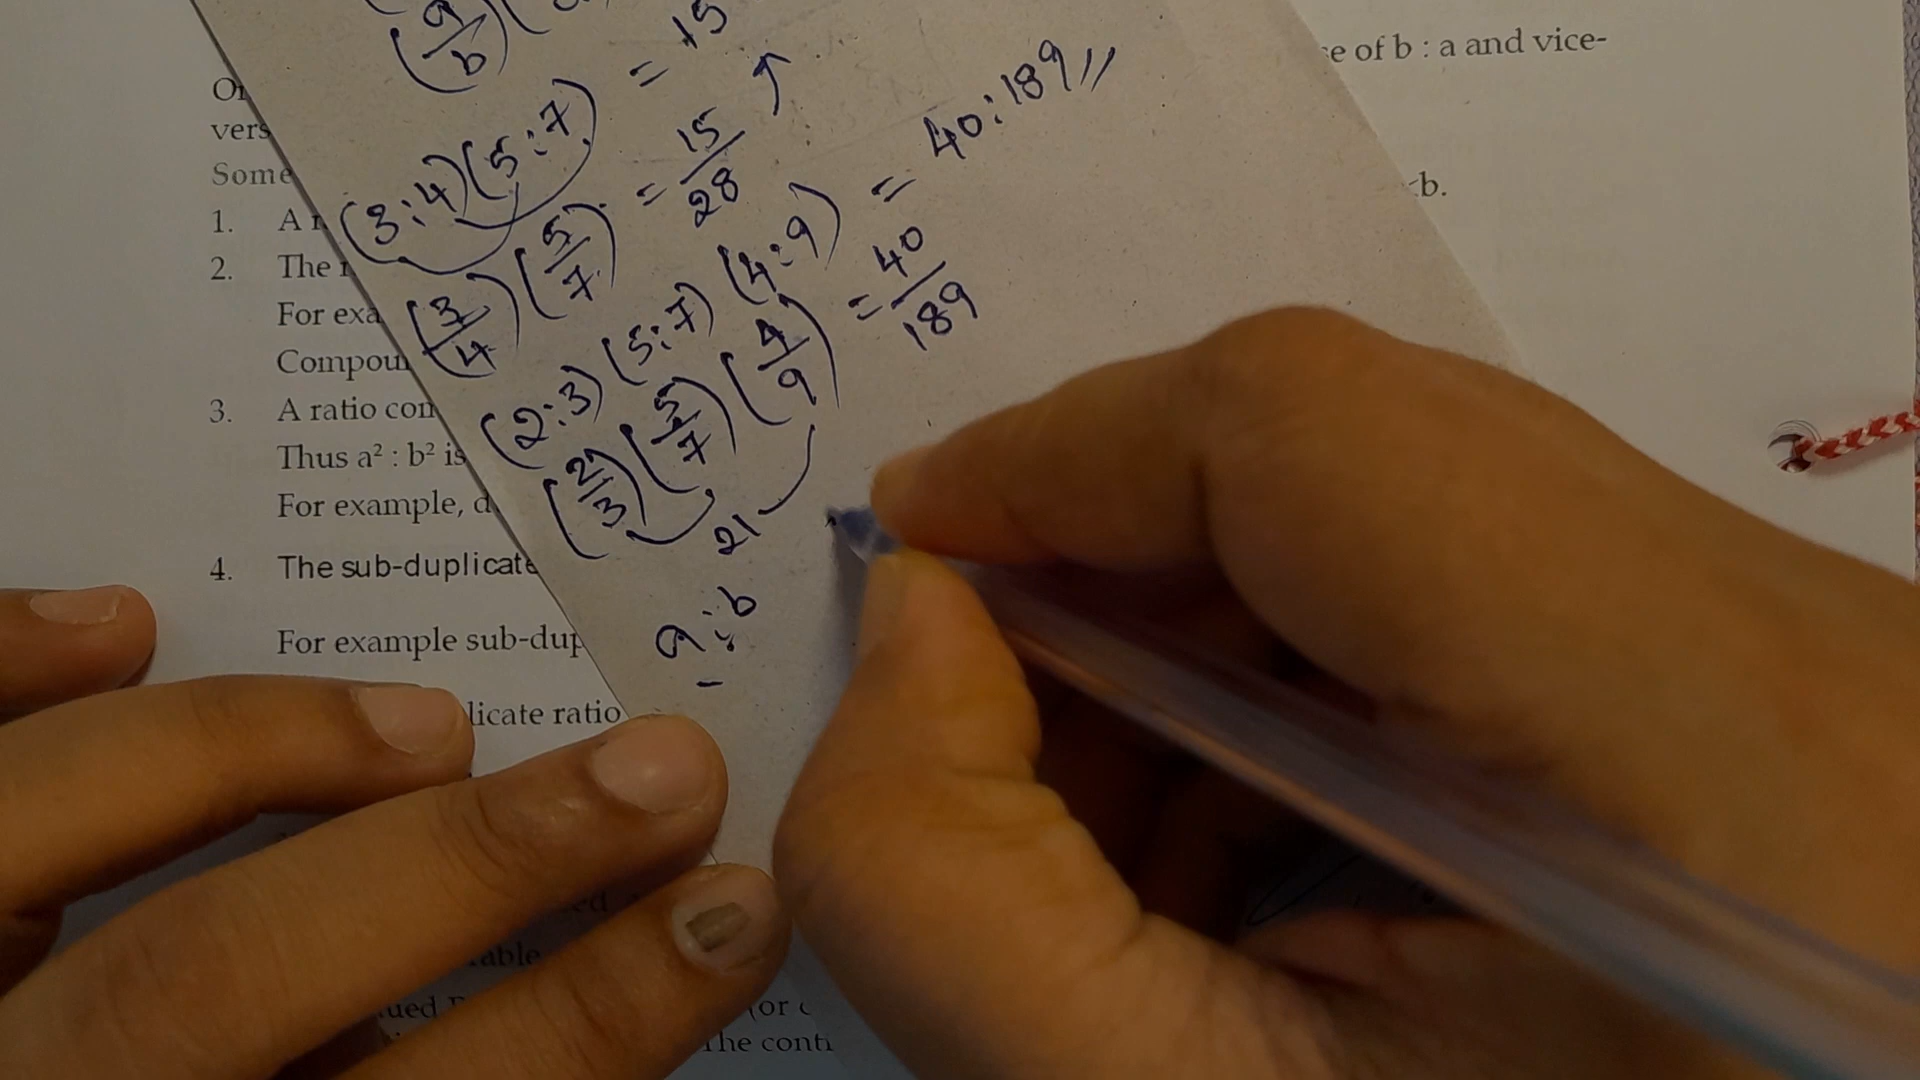 (a/b)(
= 15
(3:4)(5:7)
(3/4)(5/7) = 15/28
(2:3)(5:7)(4:9) = 40:189//
(2/3)(5/7)(4/9) = 40/189
21
a:b
e of b : a and vice-
vers
b.
Some
1. A
2. The
For exa
Compou
3. A ratio con
Thus a² : b² is
For example, d
4. The sub-duplicate
For example sub-dup
licate ratio
able
ued
(or
The conti